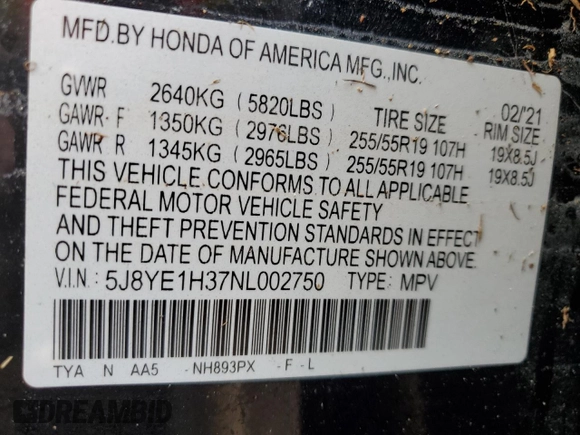 MFD.BY HONDA OF AMERICA MFG.,INC.
GVWR 2640KG (5820LBS) 02/'21
GAWR F 1350KG (2976LBS) TIRE SIZE RIM SIZE
255/55R19 107H 19X8.5J
GAWR R 1345KG (2965LBS) 255/55R19 107H 19X8.5J
THIS VEHICLE CONFORMS TO ALL APPLICABLE
FEDERAL MOTOR VEHICLE SAFETY
AND THEFT PREVENTION STANDARDS IN EFFECT
ON THE DATE OF MANUFACTURE SHOWN ABOVE.
V.I.N: 5J8YE1H37NL002750 TYPE: MPV
TYA N AA5 -NH893PX -F-L
DREAMBID